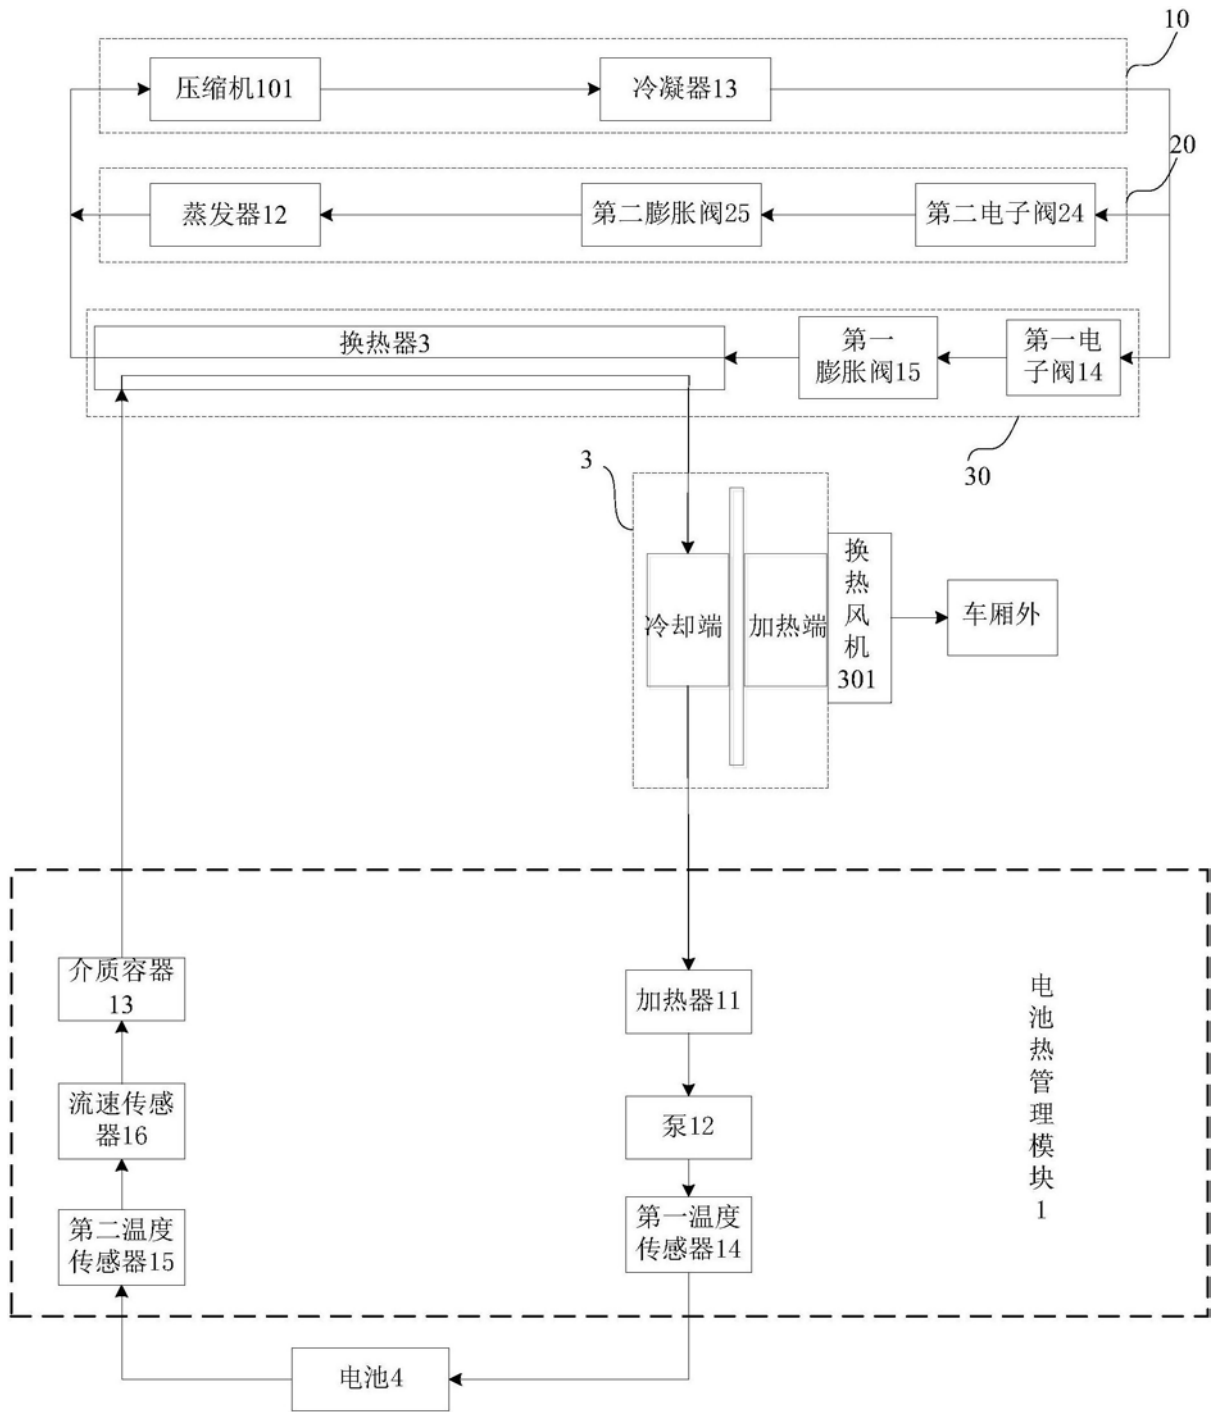 10
压缩机101
冷凝器13
20
蒸发器12
第二膨胀阀25
第二电子阀24
换热器3
第一
膨胀阀15
第一电
子阀14
30
3
冷却端
加热端
换
热
风
机
301
车厢外
介质容器
13
加热器11
电
池
热
管
理
模
块
1
流速传感
器16
泵12
第二温度
传感器15
第一温度
传感器14
电池4